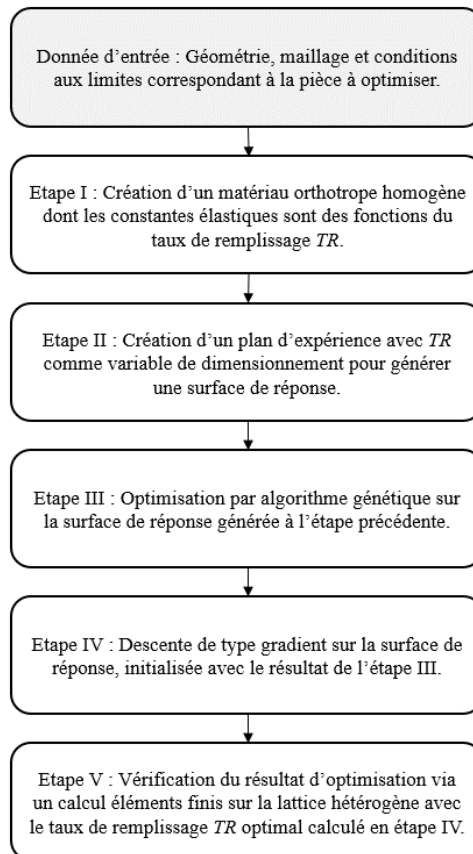 Donnée d’entrée : Géométrie, maillage et conditions
aux limites correspondant à la pièce à optimiser.
Etape I : Création d’un matériau orthotrope homogène
dont les constantes élastiques sont des fonctions du
taux de remplissage TR.
Etape II : Création d’un plan d’expérience avec TR
comme variable de dimensionnement pour générer
une surface de réponse.
Etape III : Optimisation par algorithme génétique sur
la surface de réponse générée à l’étape précédente.
Etape IV : Descente de type gradient sur la surface de
réponse, initialisée avec le résultat de l’étape III.
Etape V : Vérification du résultat d’optimisation via
un calcul éléments finis sur la lattice hétérogène avec
le taux de remplissage TR optimal calculé en étape IV.